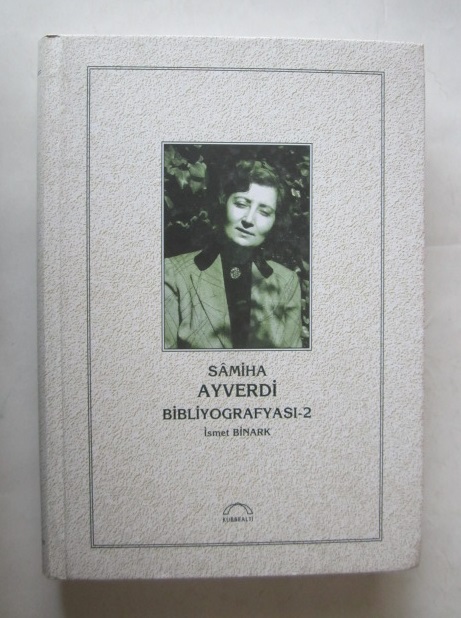 SÂMİHA
AYVERDİ
BİBLİYOGRAFYASI-2
İsmet BİNARK
KUBBEALTI